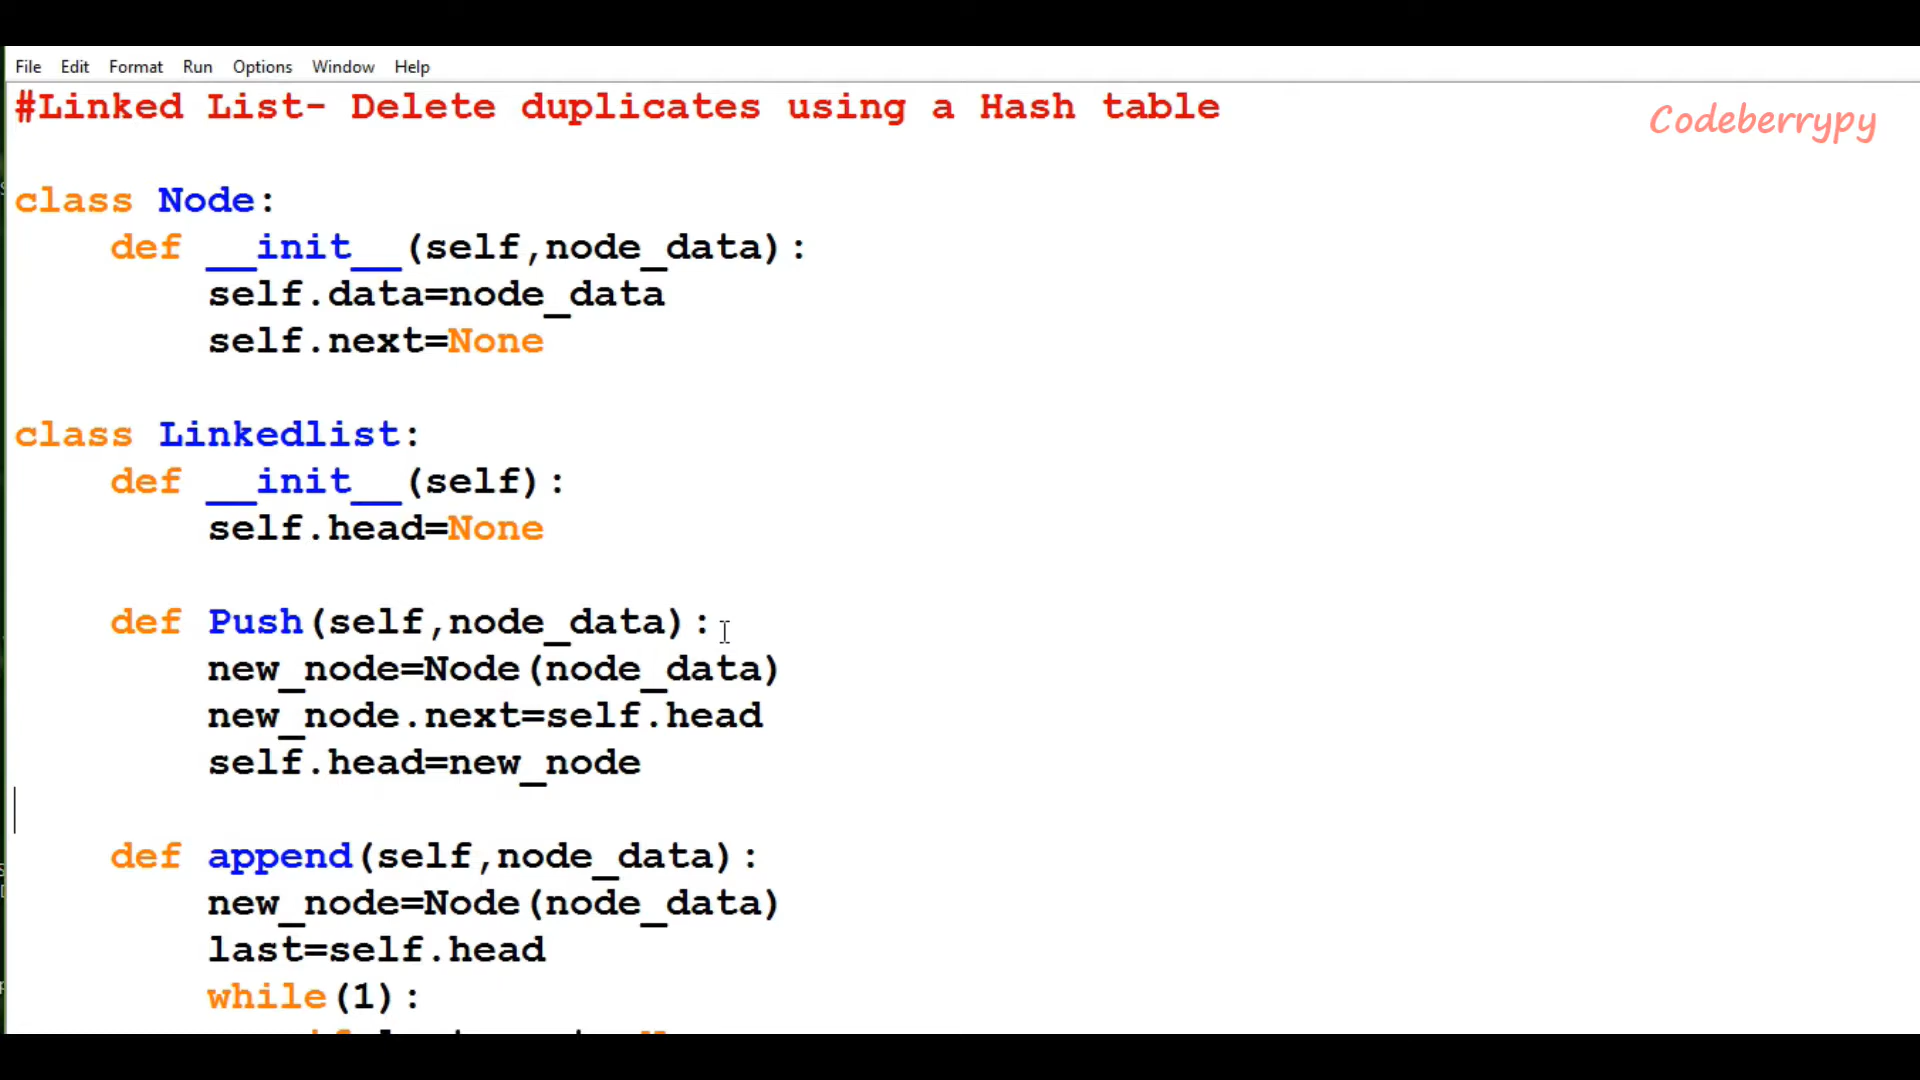 File Edit Format Run Options Window Help
#Linked List- Delete duplicates using a Hash table
Codeberrypy
class Node:
    def __init__(self,node_data):
        self.data=node_data
        self.next=None
class Linkedlist:
    def __init__(self):
        self.head=None
    def Push(self,node_data):
        new_node=Node(node_data)
        new_node.next=self.head
        self.head=new_node
    def append(self,node_data):
        new_node=Node(node_data)
        last=self.head
        while(1):